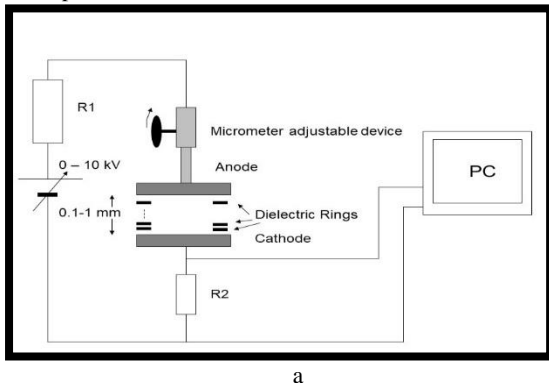 R1
Micrometer adjustable device
0 – 10 kV
Anode
PC
0.1-1 mm
Dielectric Rings
Cathode
R2
a